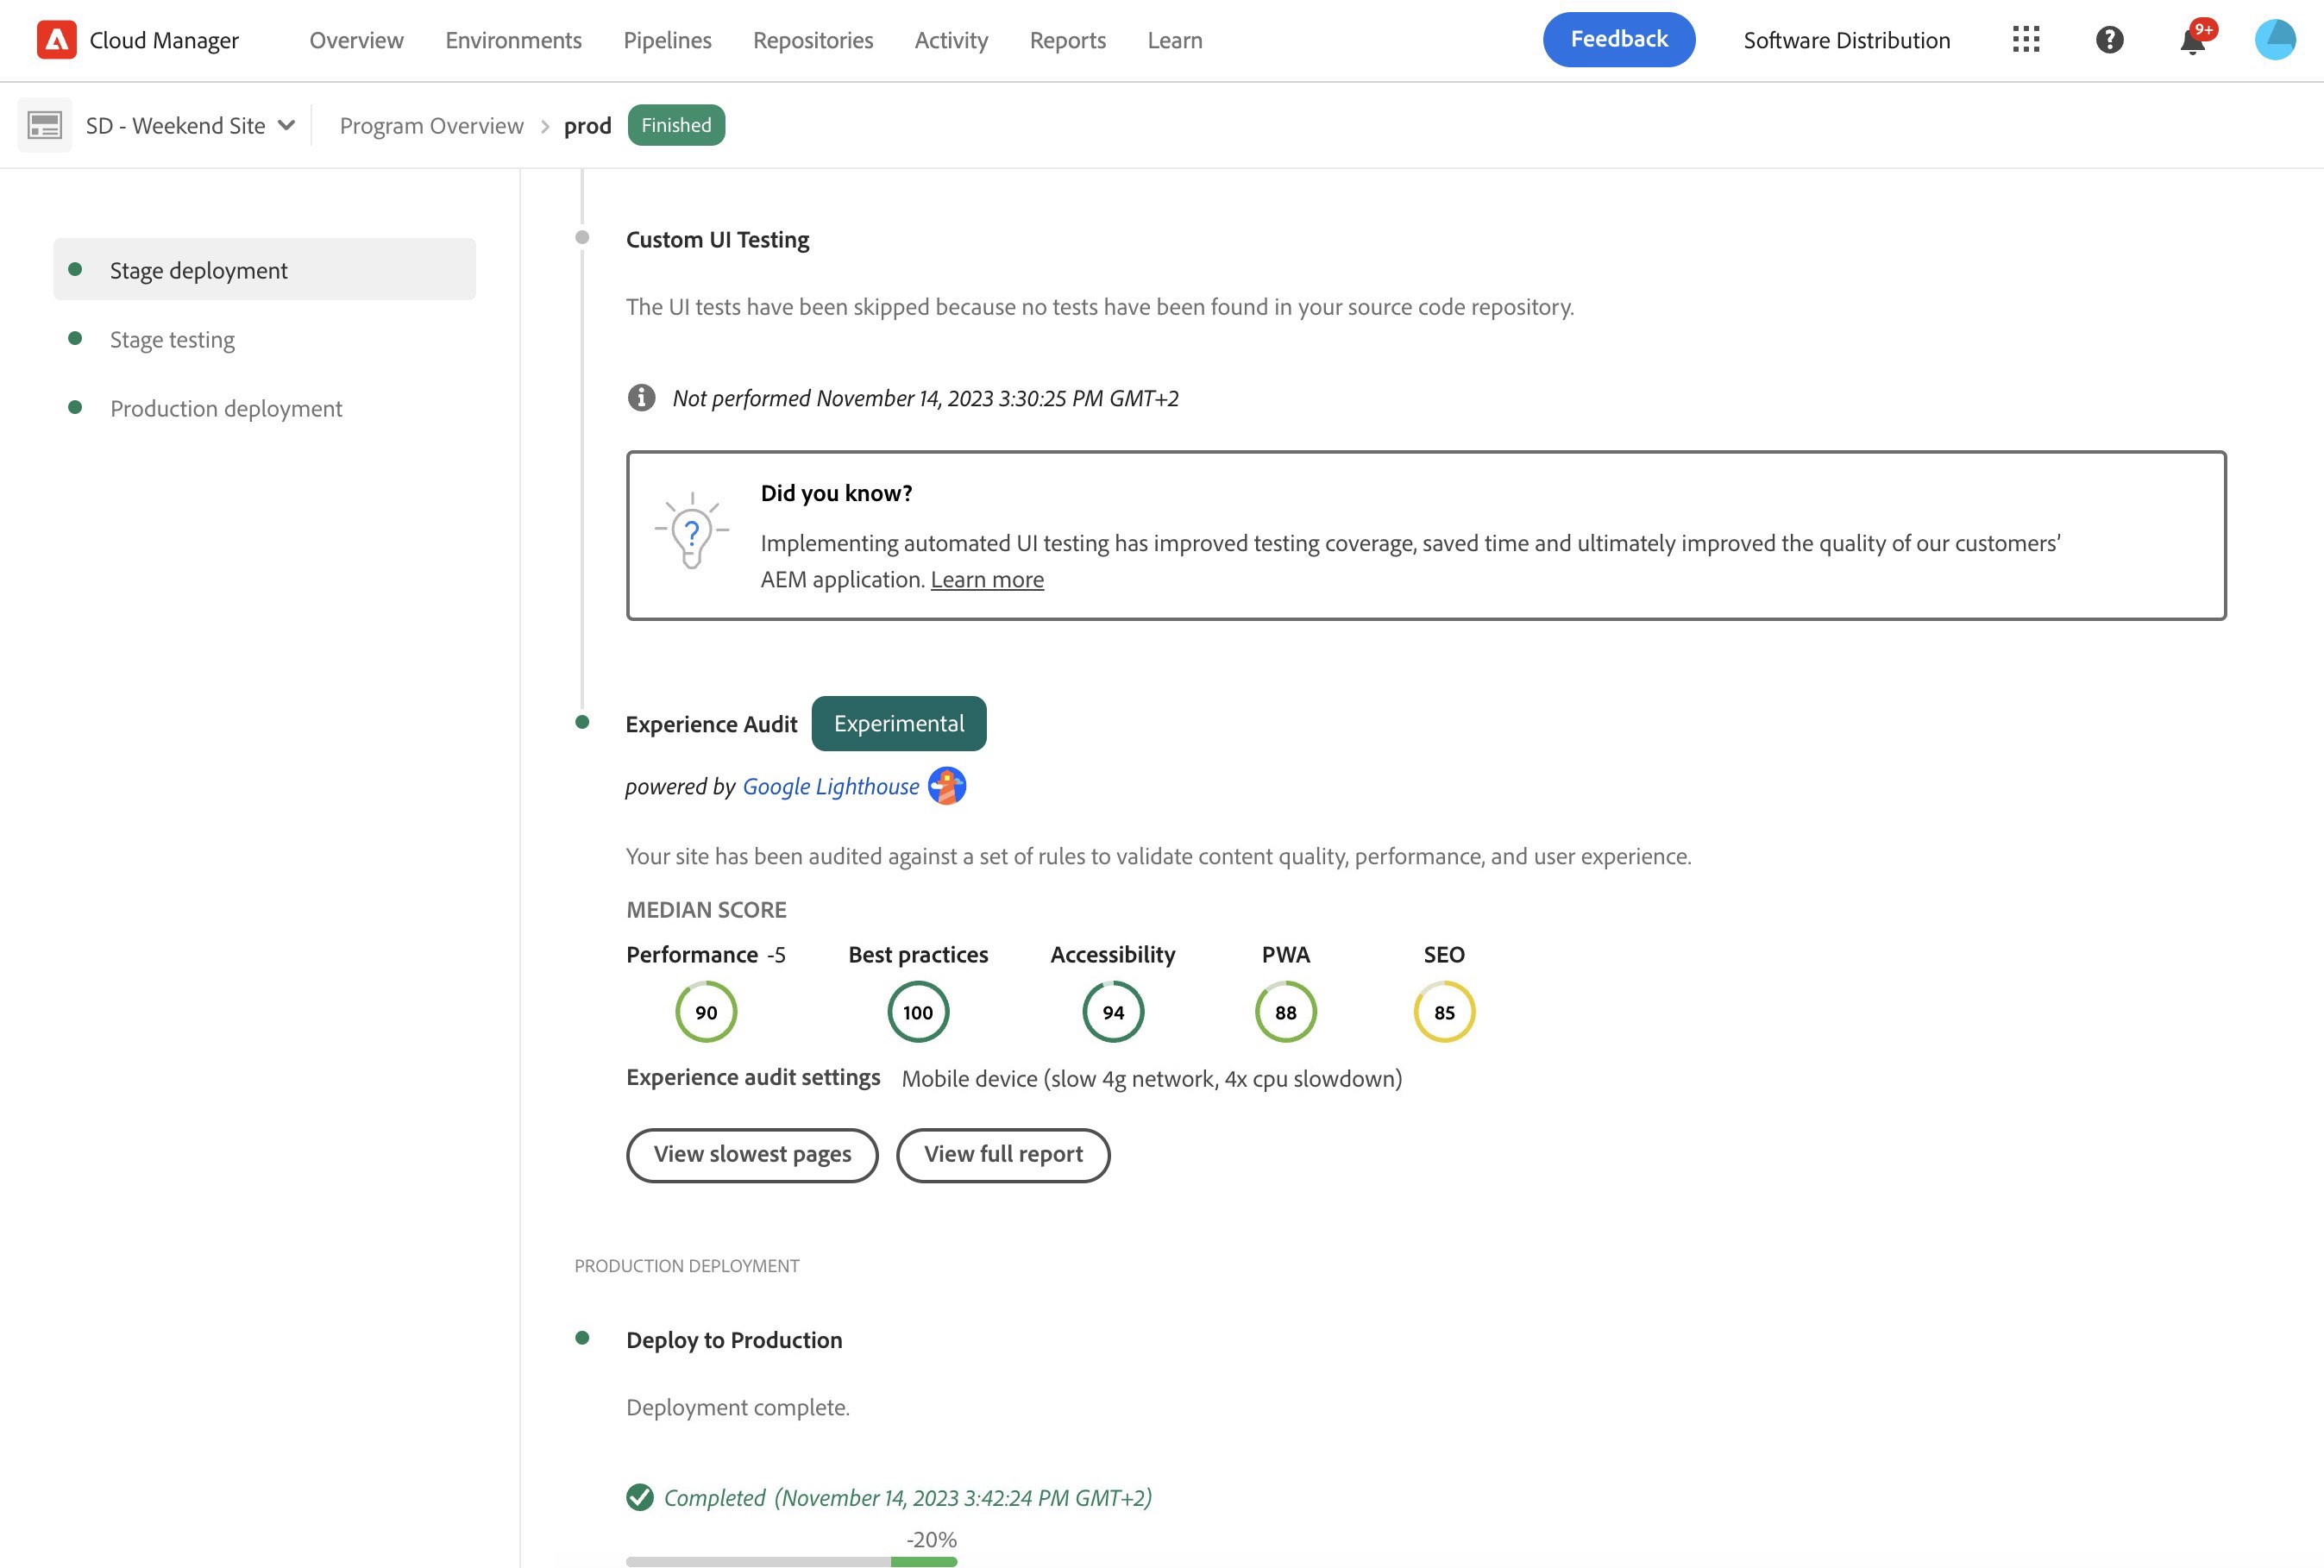 Cloud Manager Overview Environments Pipelines Repositories Activity Reports Learn Feedback Software Distribution ? 9+
SD - Weekend Site Program Overview > prod Finished
Stage deployment
Stage testing
Production deployment
Custom UI Testing
The UI tests have been skipped because no tests have been found in your source code repository.
Not performed November 14, 2023 3:30:25 PM GMT+2
?
Did you know?
Implementing automated UI testing has improved testing coverage, saved time and ultimately improved the quality of our customers’
AEM application. Learn more
Experience Audit Experimental
powered by Google Lighthouse
Your site has been audited against a set of rules to validate content quality, performance, and user experience.
MEDIAN SCORE
Performance -5 Best practices Accessibility PWA SEO
90 100 94 88 85
Experience audit settings Mobile device (slow 4g network, 4x cpu slowdown)
View slowest pages View full report
PRODUCTION DEPLOYMENT
Deploy to Production
Deployment complete.
Completed (November 14, 2023 3:42:24 PM GMT+2)
-20%